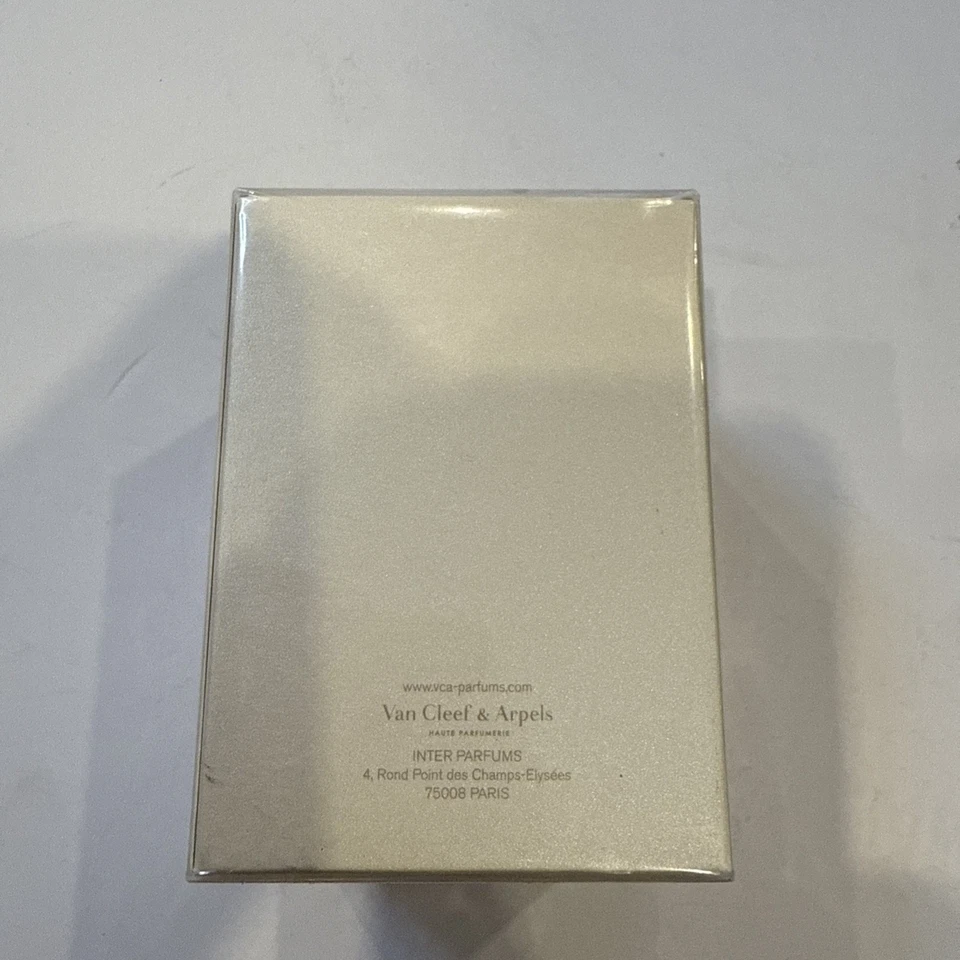 www.vca-parfums.com
Van Cleef & Arpels
HAUTE PARFUMERIE
INTER PARFUMS
4, Rond Point des Champs-Elysées
75008 PARIS